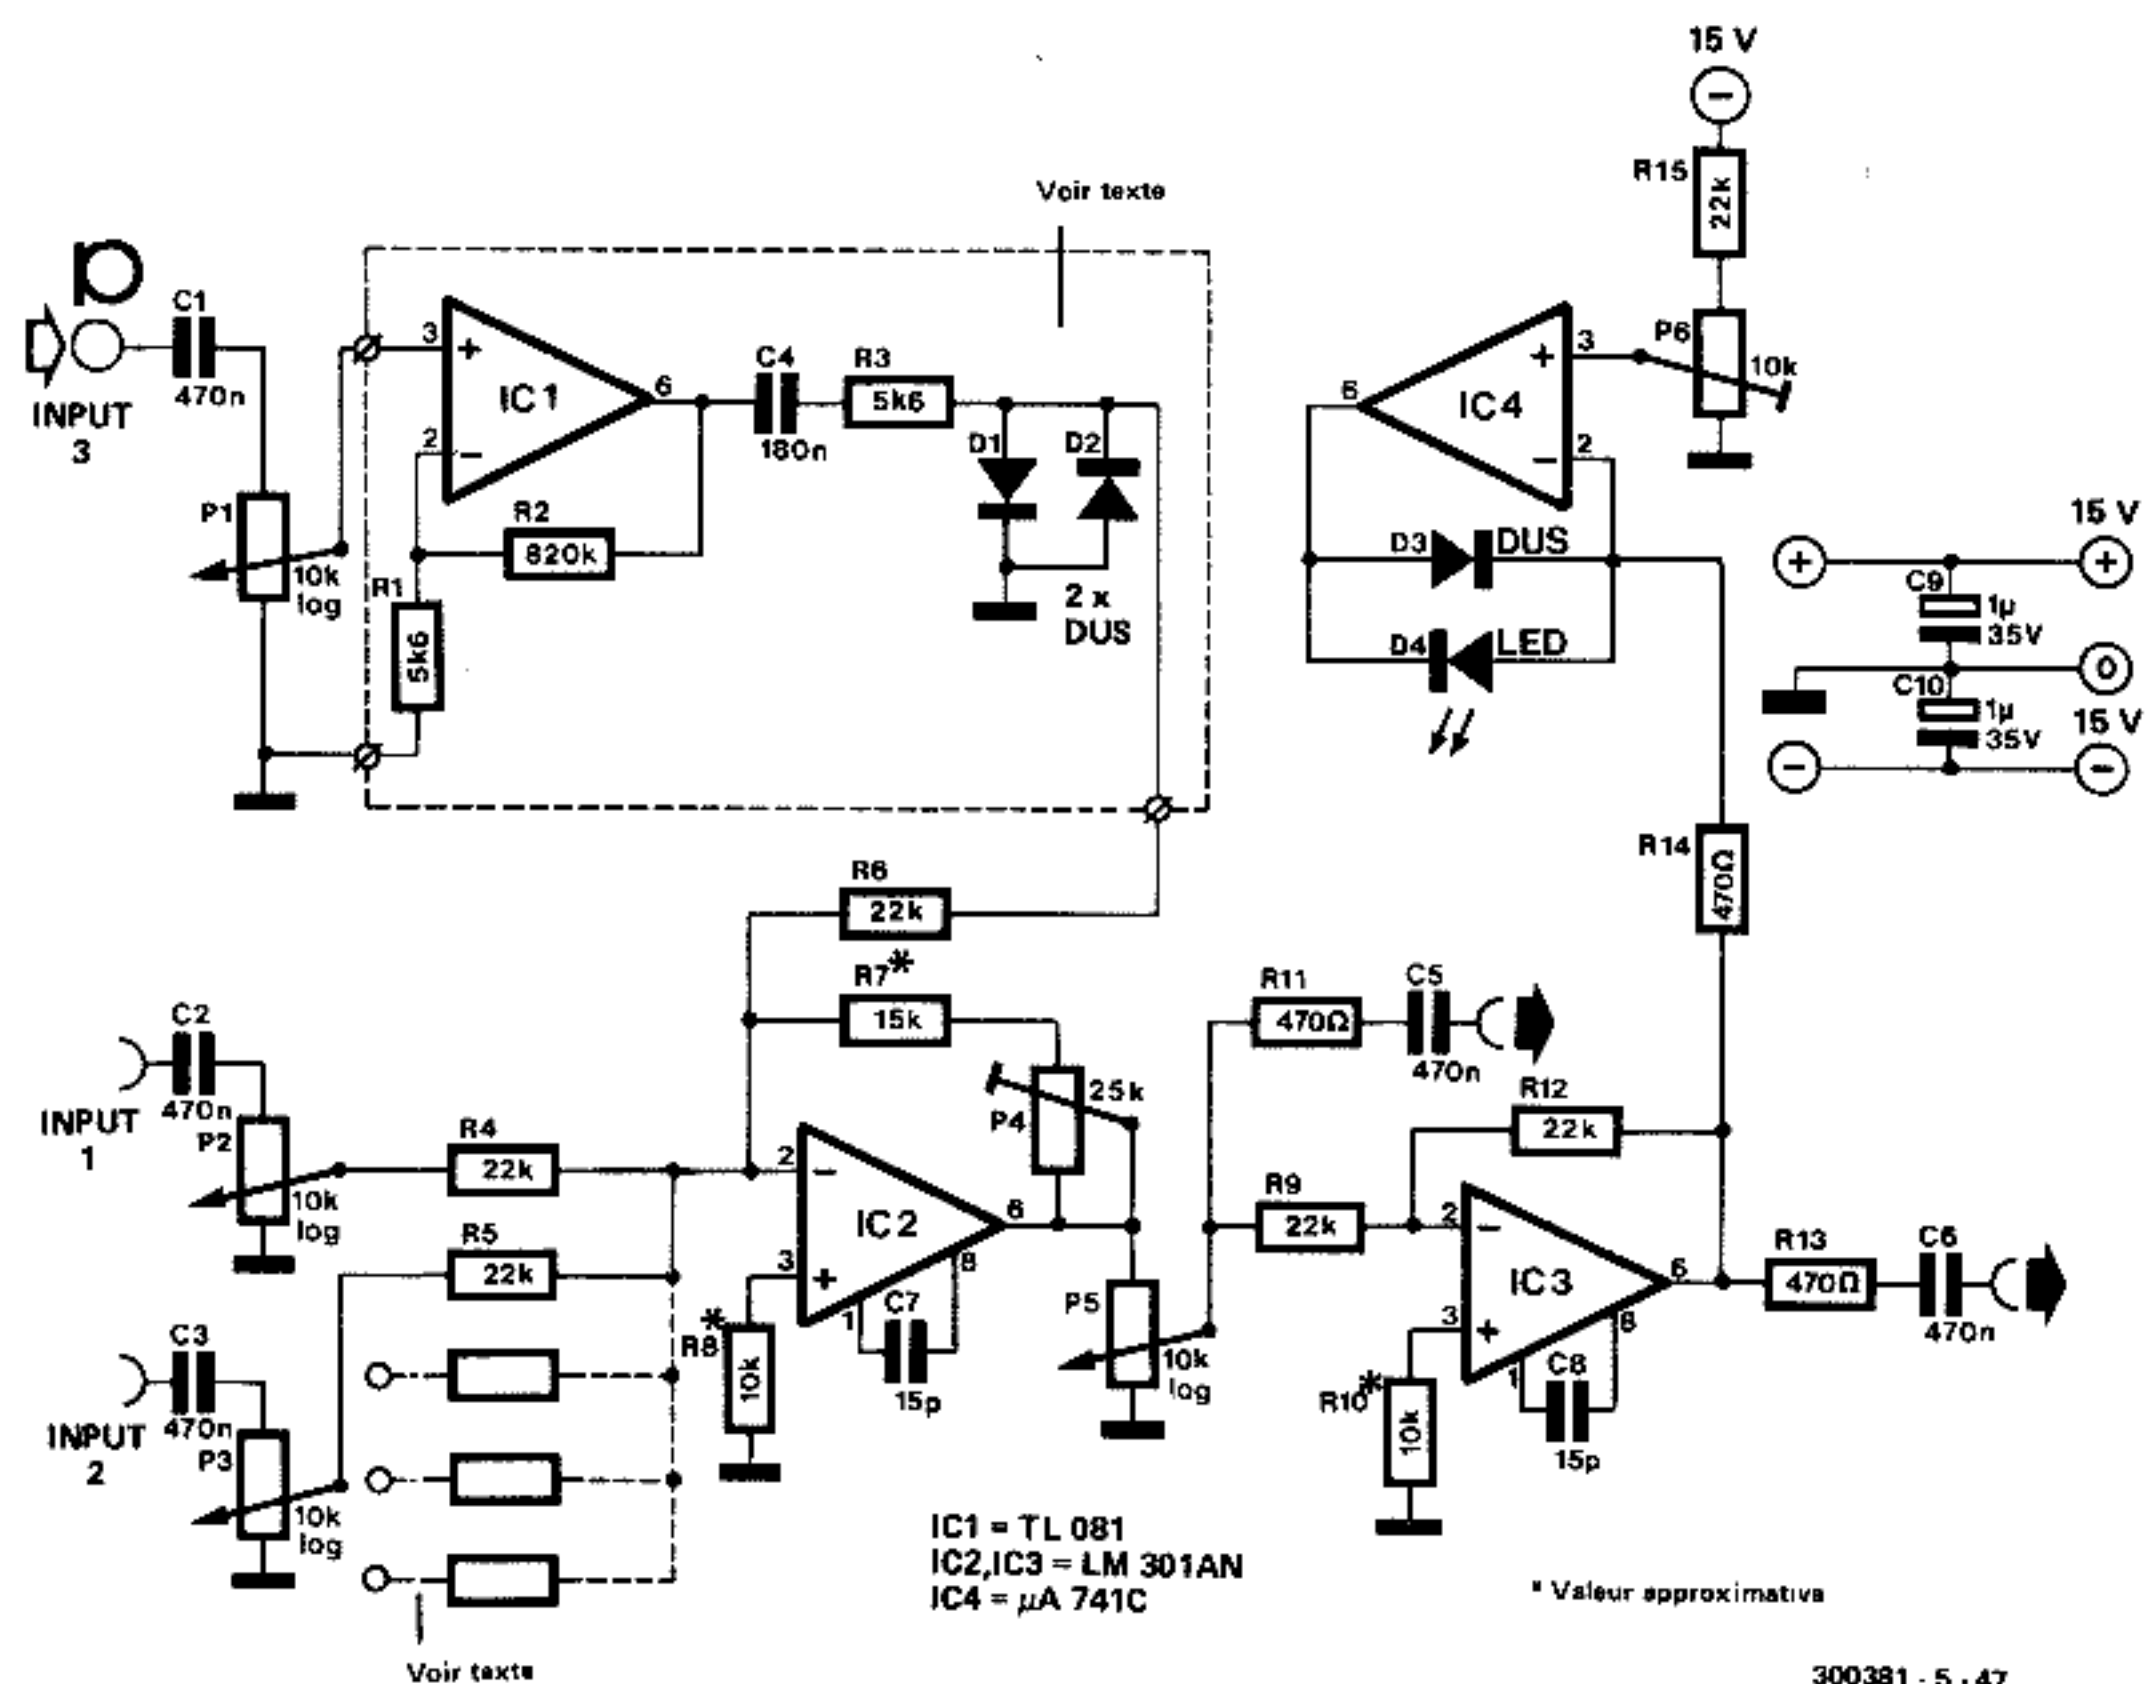 15 V
−
R15
22k
Voir texte
C1
470n
INPUT
3
P1
10k
log
3
+
IC1
6
2
−
R2
820k
R1
5k6
C4
180n
R3
5k6
D1
D2
2 x
DUS
P6
10k
3
+
IC4
6
2
−
D3
DUS
D4
LED
15 V
+
+
C9
1µ
35V
0
C10
1µ
35V
15 V
−
−
R14
470Ω
R6
22k
R7*
15k
R11
470Ω
C5
470n
C2
470n
INPUT
1
P2
10k
log
R4
22k
R5
22k
25k
P4
2
−
IC2
6
3
+
8
1
C7
15p
*
R8
10k
P5
10k
log
R12
22k
R9
22k
2
−
IC3
6
3
+
8
1
C8
15p
R10*
10k
R13
470Ω
C6
470n
C3
470n
INPUT
2
P3
10k
log
IC1 = TL 081
IC2,IC3 = LM 301AN
IC4 = µA 741C
* Valeur approximative
Voir texte
300381 - 5 - 47